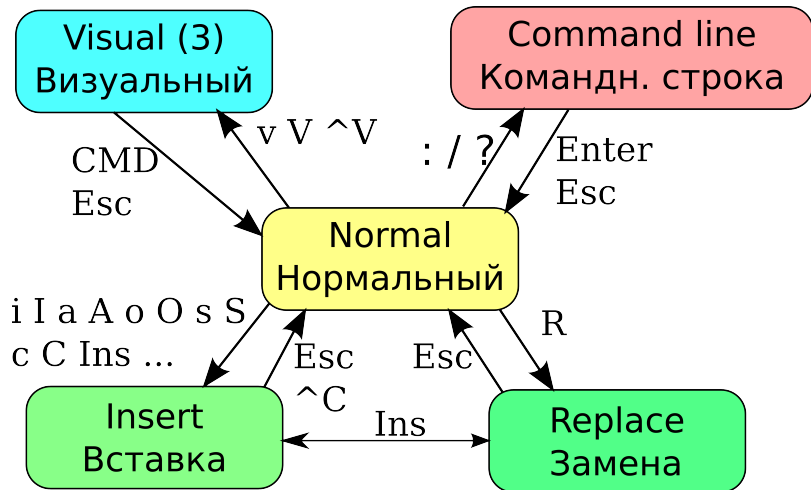 Visual (3)
Визуальный
Command line
Командн. строка
v V ^V
: / ?
CMD
Esc
Enter
Esc
Normal
Нормальный
i I a A o O s S
c C Ins ...
R
Esc
^C
Esc
Insert
Вставка
Ins
Replace
Замена